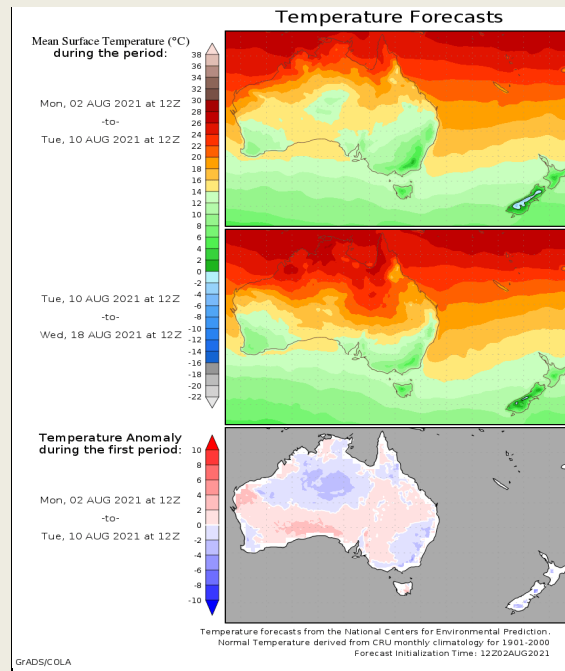 Temperature Forecasts
Mean Surface Temperature (°C)
during the period:
Mon, 02 AUG 2021 at 12Z
-to-
Tue, 10 AUG 2021 at 12Z
38
36
34
32
30
28
26
24
22
20
18
16
14
12
10
8
6
4
2
0
-2
-4
-6
-8
-10
-12
-14
-16
-18
-20
-22
Tue, 10 AUG 2021 at 12Z
-to-
Wed, 18 AUG 2021 at 12Z
Temperature Anomaly
during the first period:
Mon, 02 AUG 2021 at 12Z
-to-
Tue, 10 AUG 2021 at 12Z
10
8
6
4
2
0
-2
-4
-6
-8
-10
Temperature forecasts from the National Centers for Environmental Prediction.
Normal Temperature derived from CRU monthly climatology for 1901-2000
Forecast Initialization Time: 12Z02AUG2021
GrADS/COLA